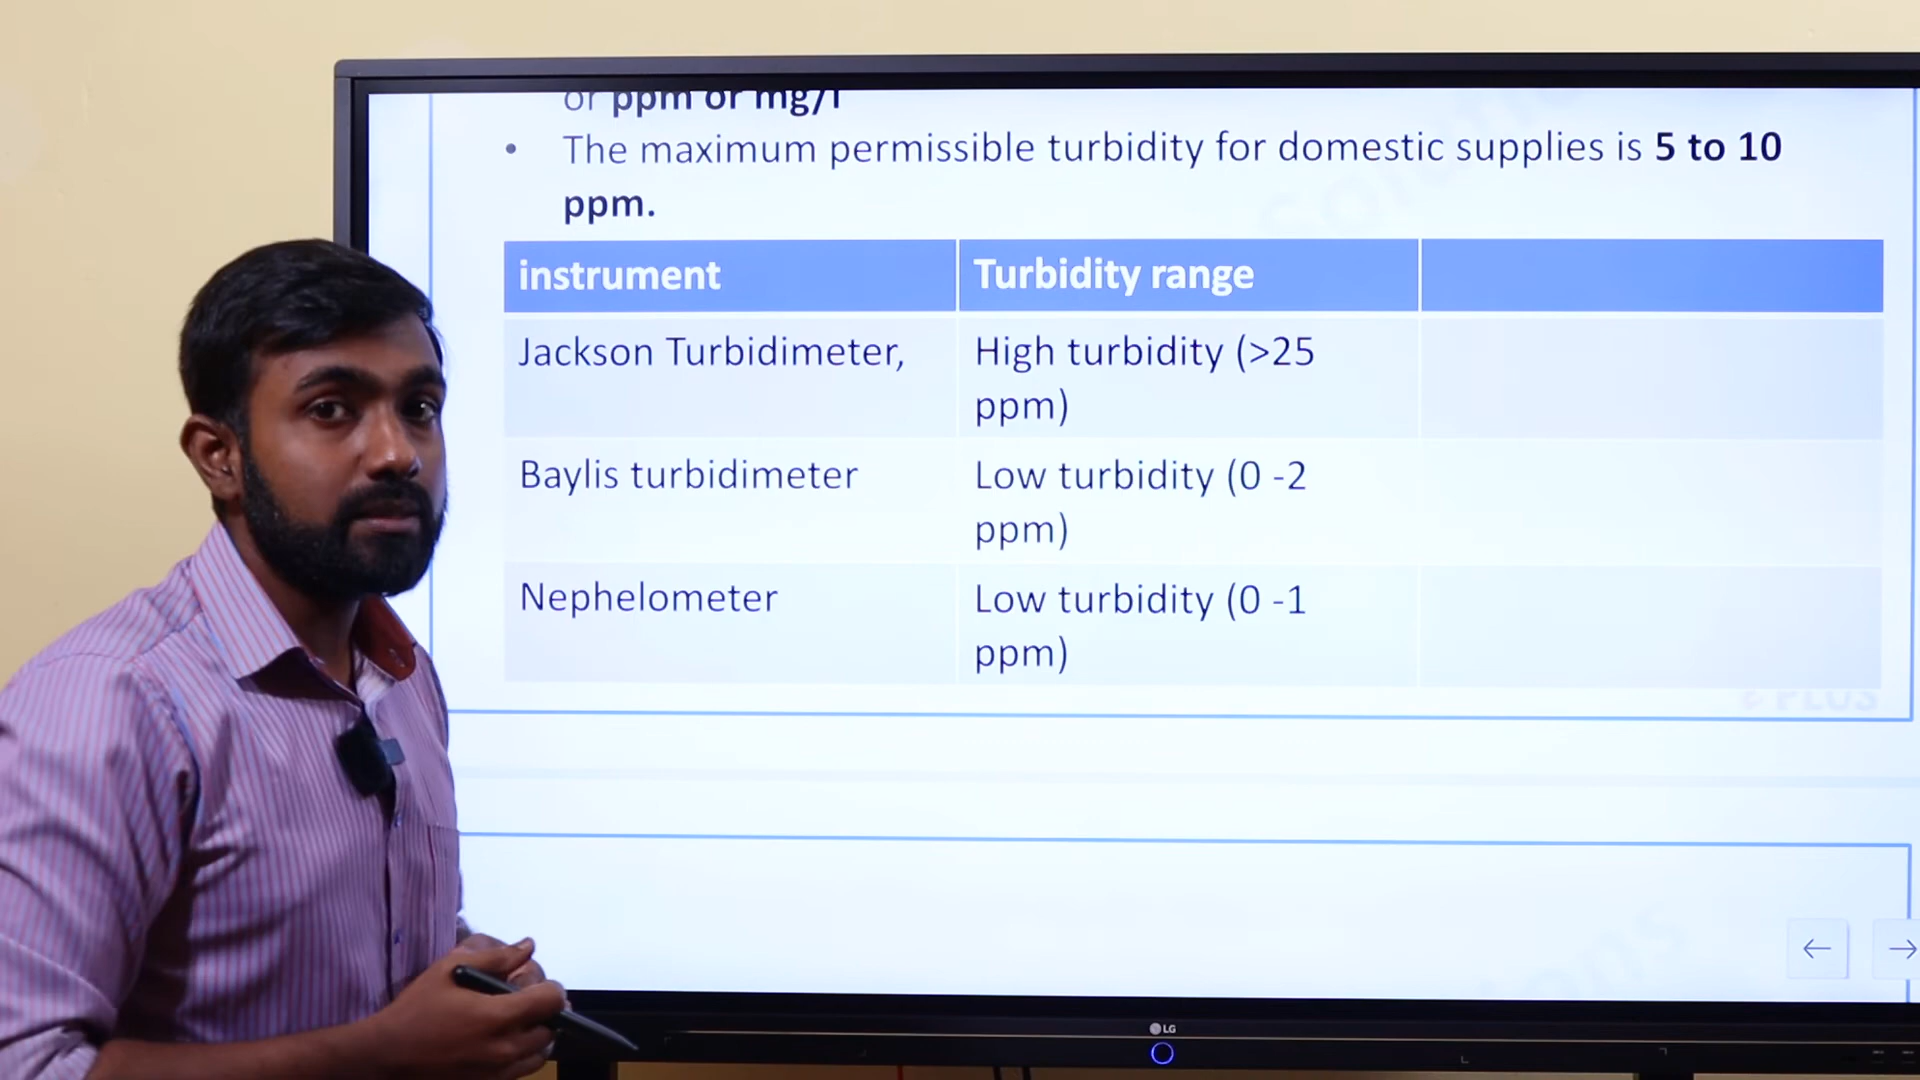 or ppm or mg/l
• The maximum permissible turbidity for domestic supplies is 5 to 10
ppm.
instrument Turbidity range
Jackson Turbidimeter, High turbidity (>25
ppm)
Baylis turbidimeter Low turbidity (0 -2
ppm)
Nephelometer Low turbidity (0 -1
ppm)
PLUS
LG